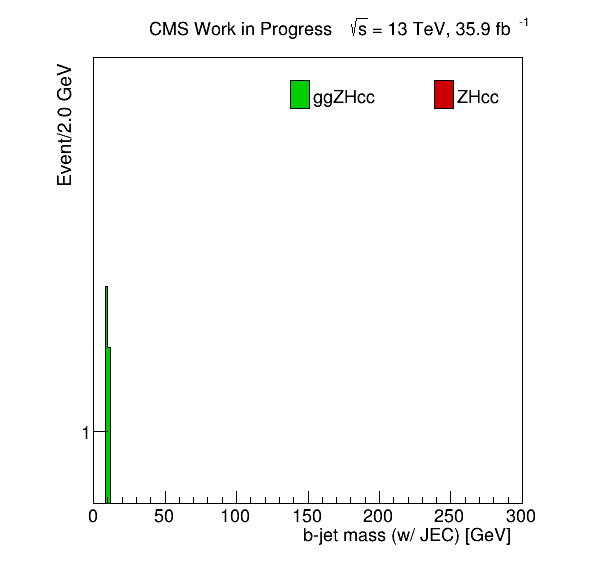 CMS Work in Progress √s = 13 TeV, 35.9 fb -1
Event/2.0 GeV
ggZHcc ZHcc
1
0 50 100 150 200 250 300
b-jet mass (w/ JEC) [GeV]